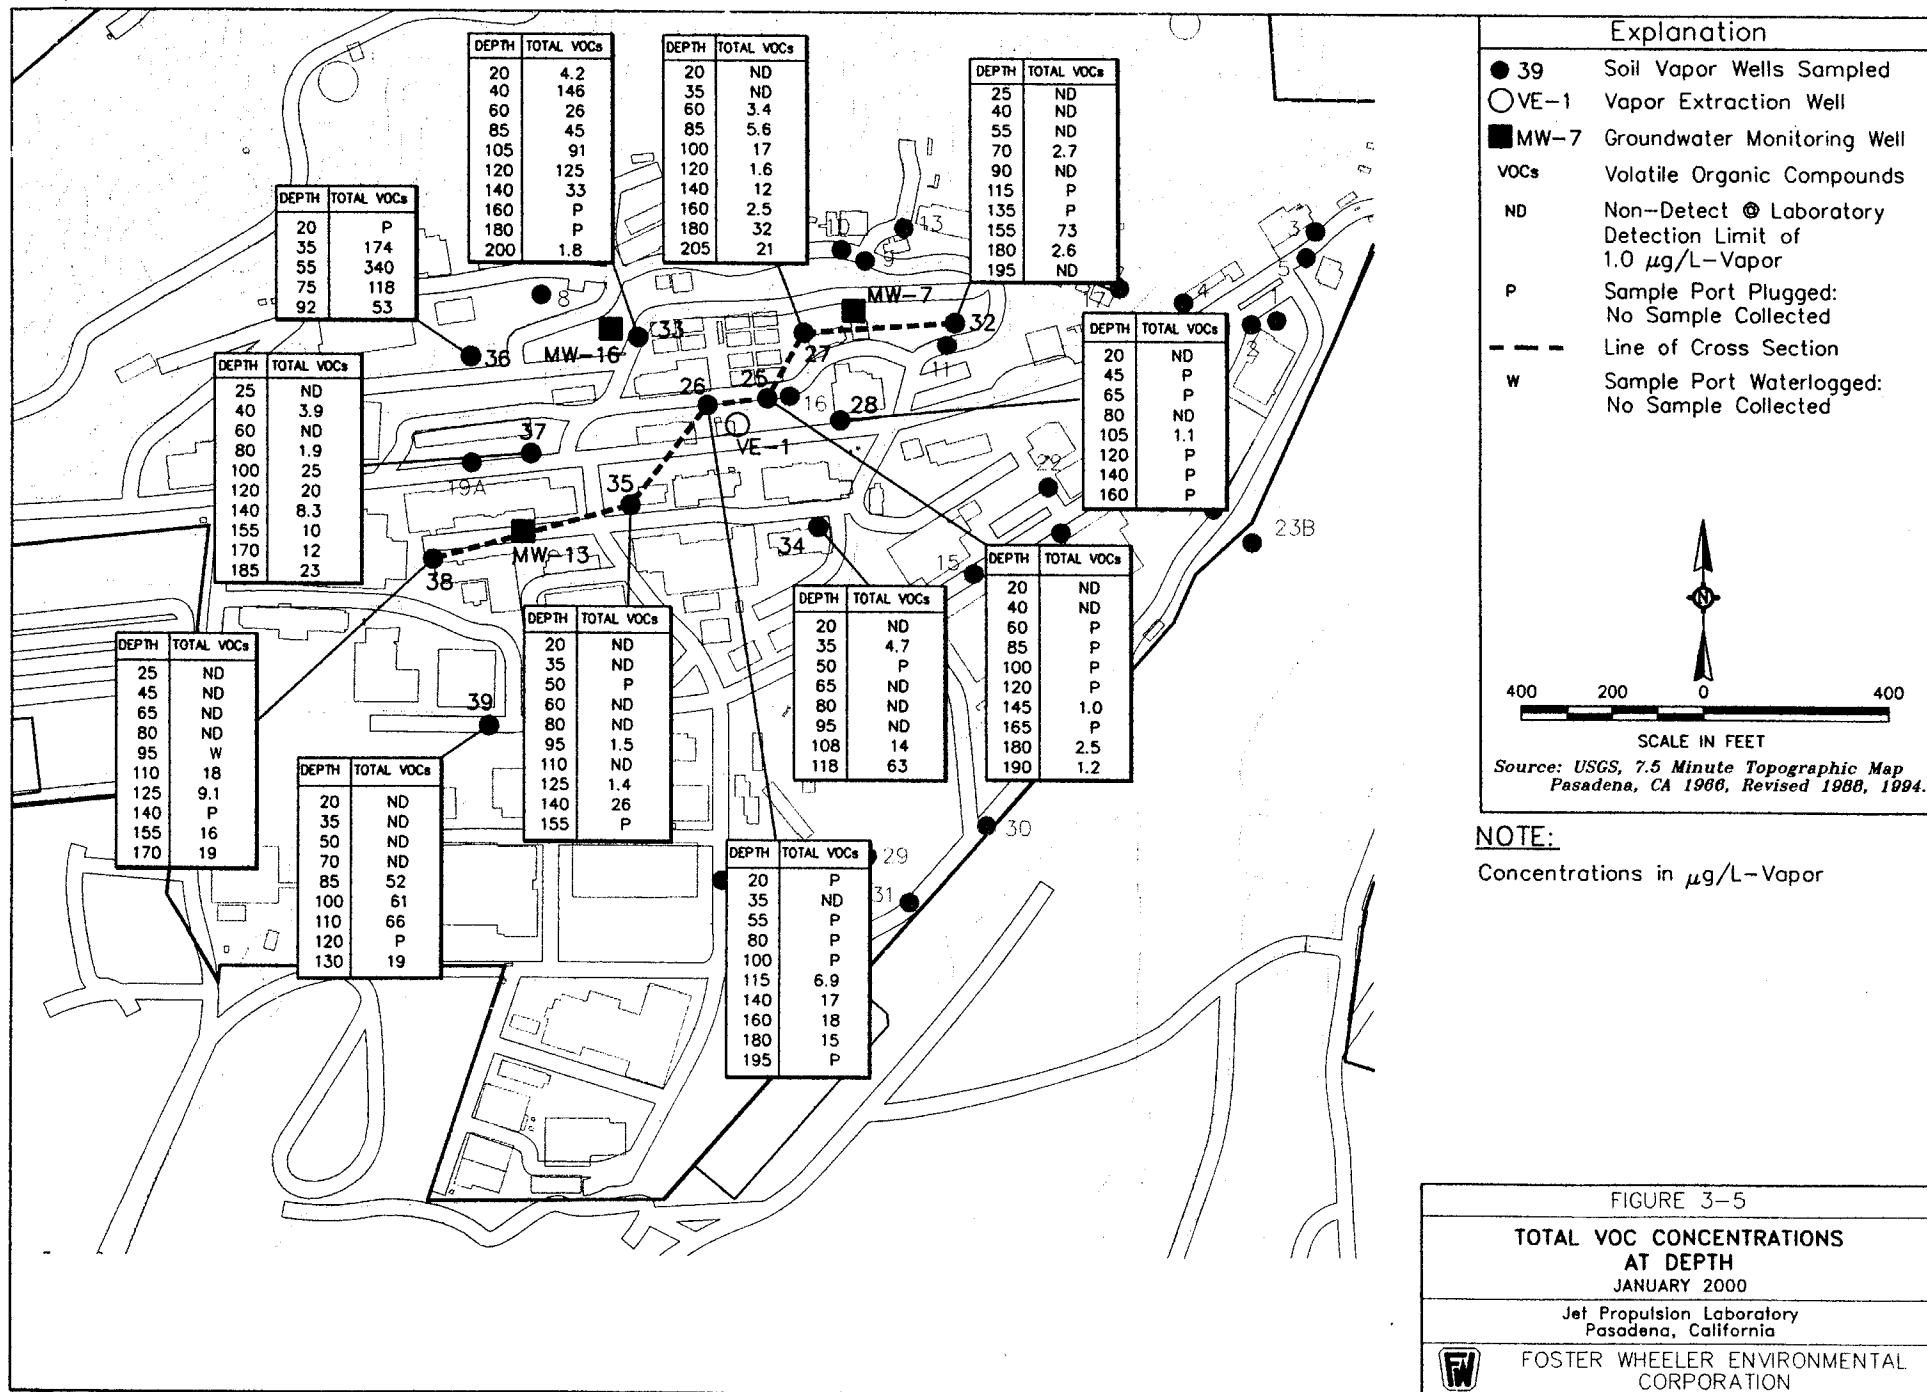 DEPTH TOTAL VOCs
20 4.2
40 146
60 26
85 45
105 91
120 125
140 33
160 P
180 P
200 1.8
DEPTH TOTAL VOCs
20 ND
35 ND
60 3.4
85 5.6
100 17
120 1.6
140 12
160 2.5
180 32
205 21
DEPTH TOTAL VOCs
25 ND
40 ND
55 ND
70 2.7
90 ND
115 P
135 P
155 73
180 2.6
195 ND
DEPTH TOTAL VOCs
20 P
35 174
55 340
75 118
92 53
DEPTH TOTAL VOCs
25 ND
40 3.9
60 ND
80 1.9
100 25
120 20
140 8.3
155 10
170 12
185 23
DEPTH TOTAL VOCs
20 ND
45 P
65 P
80 ND
105 1.1
120 P
140 P
160 P
DEPTH TOTAL VOCs
25 ND
45 ND
65 ND
80 ND
95 W
110 18
125 9.1
140 P
155 16
170 19
DEPTH TOTAL VOCs
20 ND
35 ND
50 P
60 ND
80 ND
95 1.5
110 ND
125 1.4
140 26
155 P
DEPTH TOTAL VOCs
20 ND
35 4.7
50 P
65 ND
80 ND
95 ND
108 14
118 63
DEPTH TOTAL VOCs
20 ND
40 ND
60 P
85 P
100 P
120 P
145 1.0
165 P
180 2.5
190 1.2
DEPTH TOTAL VOCs
20 ND
35 ND
50 ND
70 ND
85 52
100 61
110 66
120 P
130 19
DEPTH TOTAL VOCs
20 P
35 ND
55 P
80 P
100 P
115 6.9
140 17
160 18
180 15
195 P
10
13
9
3
5
8
MW-7
17
4
1
2
MW-16
33
27
32
11
36
26
25
16
28
VE-1
37
19A
35
22
23B
MW-13
34
15
38
39
30
29
31
Explanation
39 Soil Vapor Wells Sampled
VE-1 Vapor Extraction Well
MW-7 Groundwater Monitoring Well
VOCs Volatile Organic Compounds
ND Non-Detect @ Laboratory
Detection Limit of
1.0 µg/L-Vapor
P Sample Port Plugged:
No Sample Collected
Line of Cross Section
W Sample Port Waterlogged:
No Sample Collected
N
400 200 0 400
SCALE IN FEET
Source: USGS, 7.5 Minute Topographic Map
Pasadena, CA 1966, Revised 1988, 1994.
NOTE:
Concentrations in µg/L-Vapor
FIGURE 3-5
TOTAL VOC CONCENTRATIONS
AT DEPTH
JANUARY 2000
Jet Propulsion Laboratory
Pasadena, California
FW
FOSTER WHEELER ENVIRONMENTAL
CORPORATION